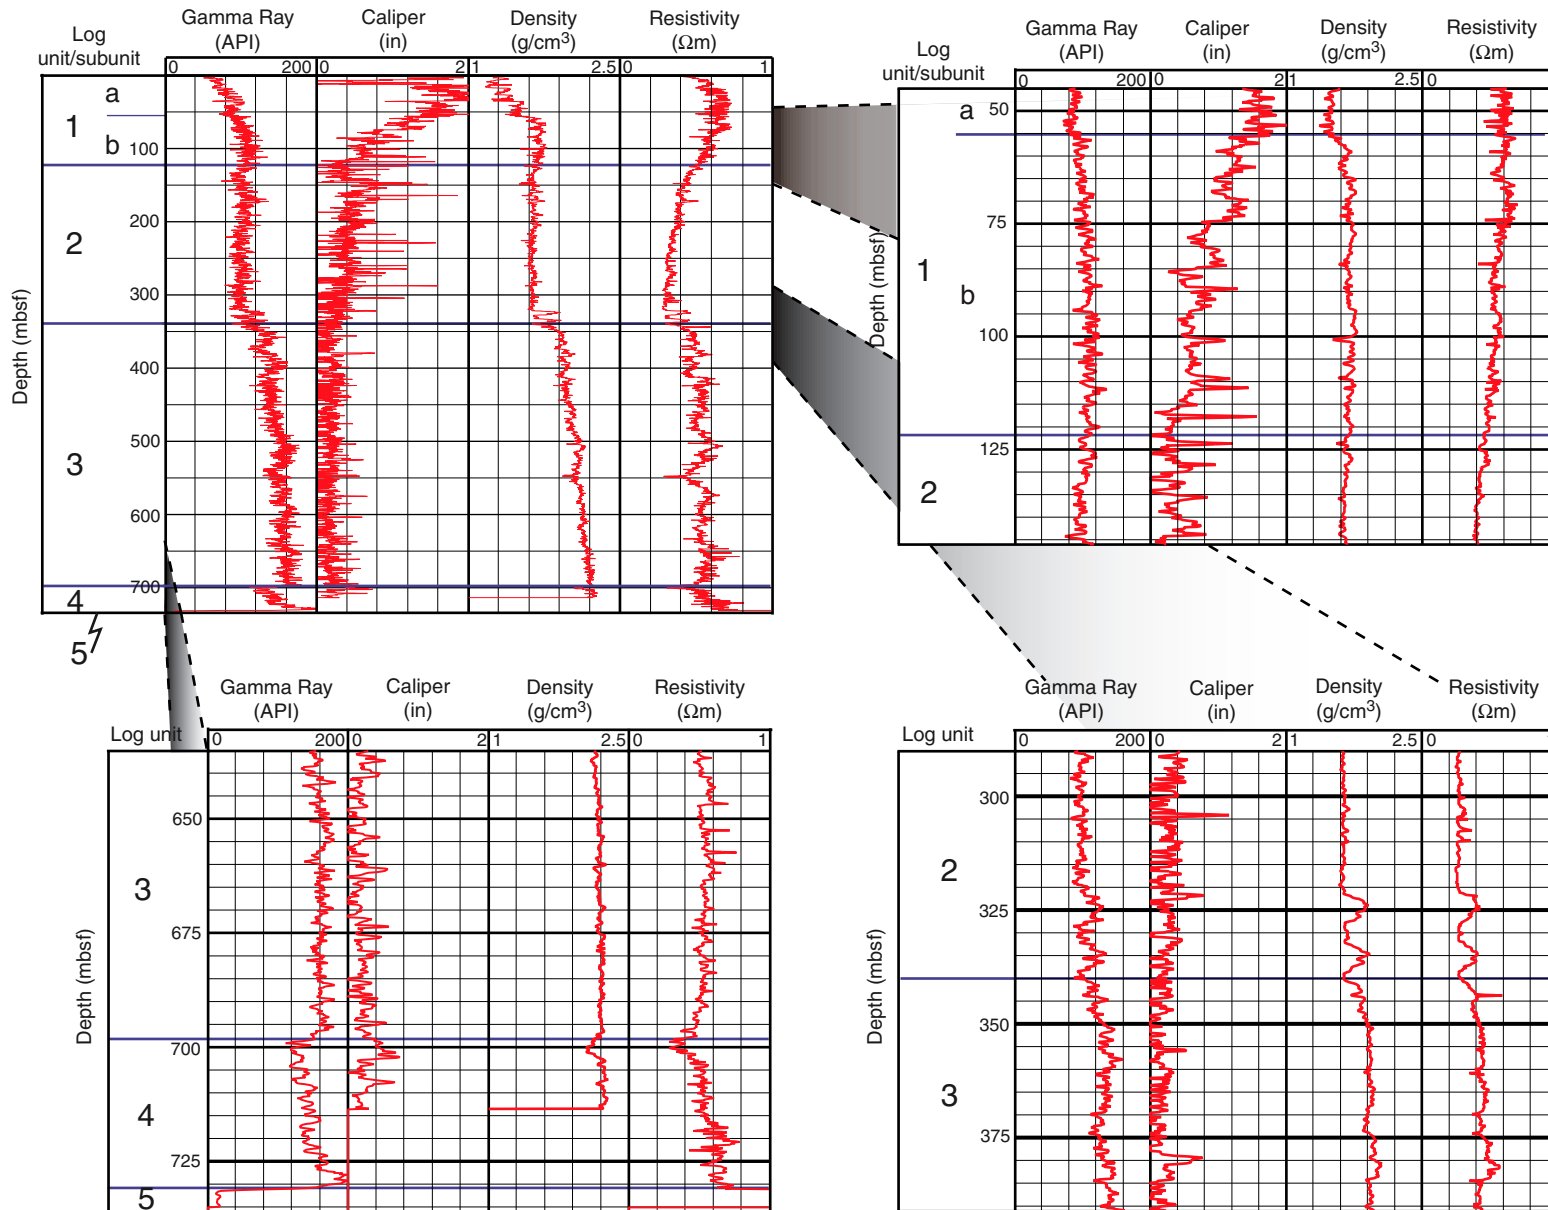 Gamma Ray Caliper Density Resistivity
(API) (in) (g/cm3) (Ωm)
Log
unit/subunit
0 200 0 2 1 2.5 0 1
a
1
b
100
200
2
300
400
500
3
600
700
4
5
Depth (mbsf)
Gamma Ray Caliper Density Resistivity
(API) (in) (g/cm3) (Ωm)
Log
unit/subunit
0 200 0 2 1 2.5 0
a
50
75
1
b
100
125
2
Depth (mbsf)
Gamma Ray Caliper Density Resistivity
(API) (in) (g/cm3) (Ωm)
Log unit
0 200 0 2 1 2.5 0 1
650
3
675
700
4
725
5
Depth (mbsf)
Gamma Ray Caliper Density Resistivity
(API) (in) (g/cm3) (Ωm)
Log unit
0 200 0 2 1 2.5 0
300
2
325
350
3
375
Depth (mbsf)